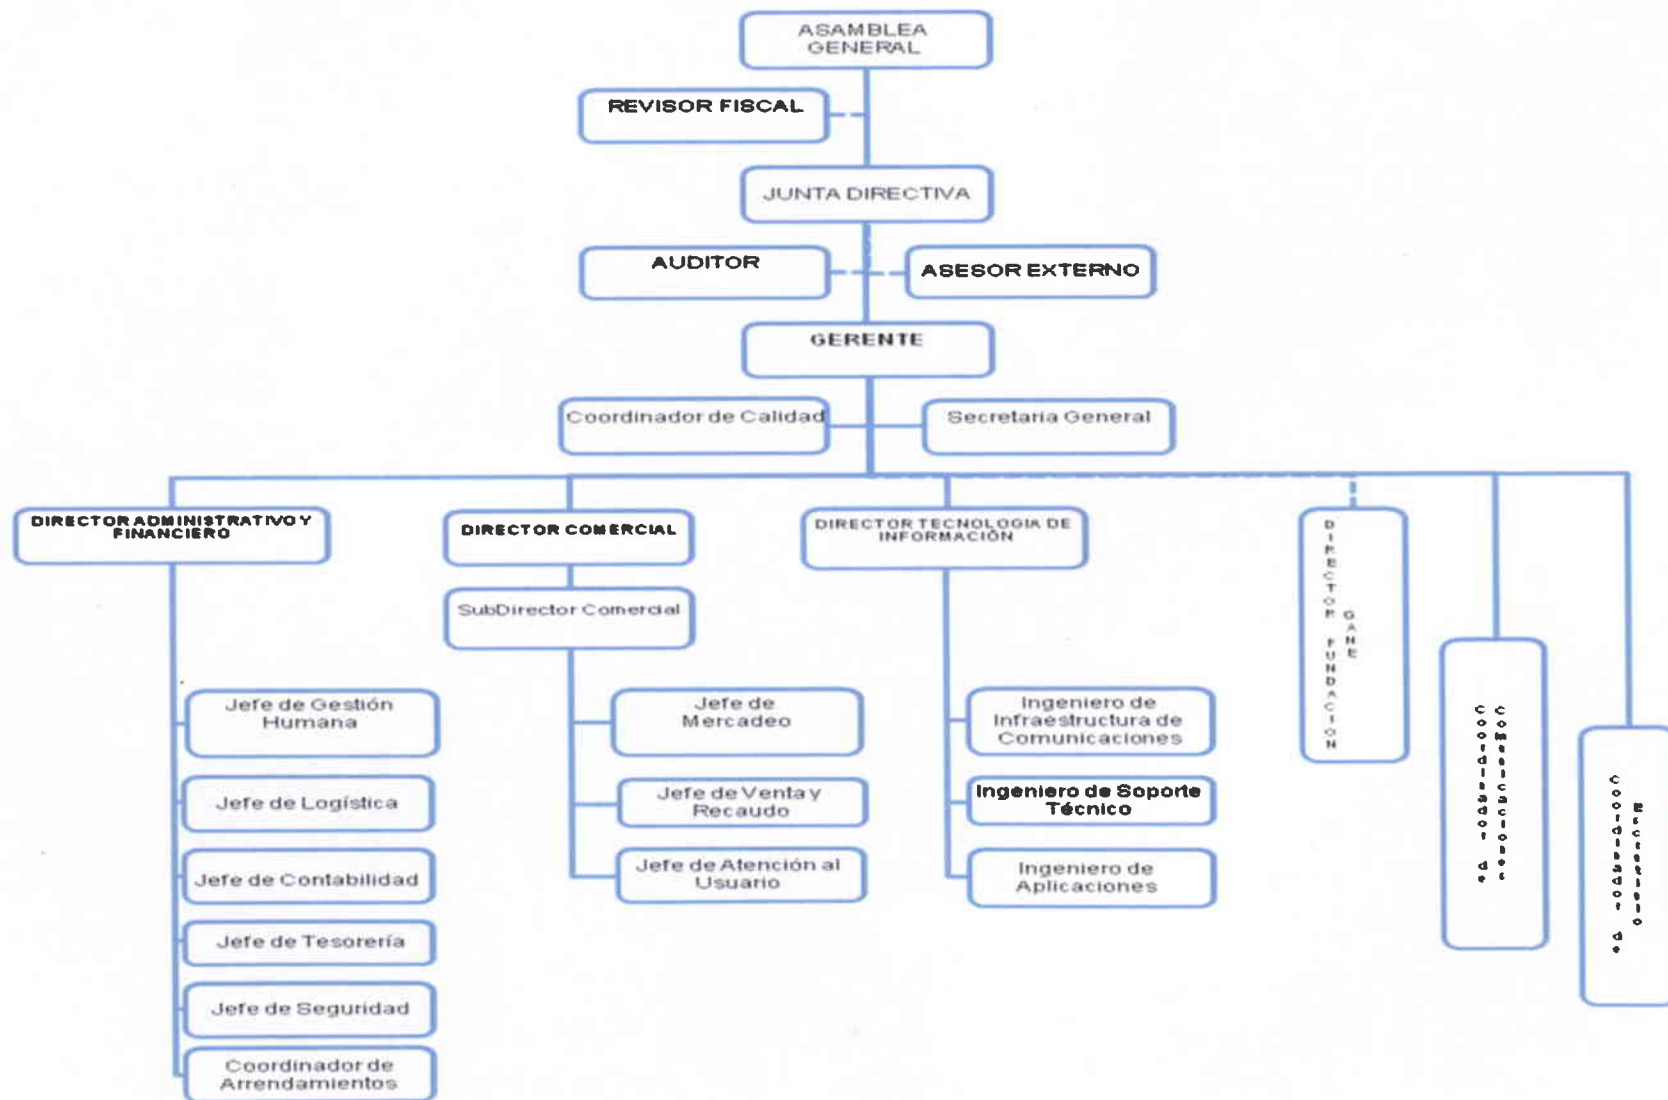 ASAMBLEA
GENERAL
REVISOR FISCAL
JUNTA DIRECTIVA
AUDITOR
ASESOR EXTERNO
GERENTE
Coordinador de Calidad
Secretaria General
DIRECTOR ADMINISTRATIVO Y
FINANCIERO
DIRECTOR COMERCIAL
DIRECTOR TECNOLOGIA DE
INFORMACIÓN
DIRECTOR FUNDACION
GANE
SubDirector Comercial
Jefe de Gestión
Humana
Jefe de Logística
Jefe de Contabilidad
Jefe de Tesorería
Jefe de Seguridad
Coordinador de
Arrendamientos
Jefe de
Mercadeo
Jefe de Venta y
Recaudo
Jefe de Atención al
Usuario
Ingeniero de
Infraestructura de
Comunicaciones
Ingeniero de Soporte
Técnico
Ingeniero de
Aplicaciones
Coordinador de
Comunicaciones
Coordinador de
Escrutinio